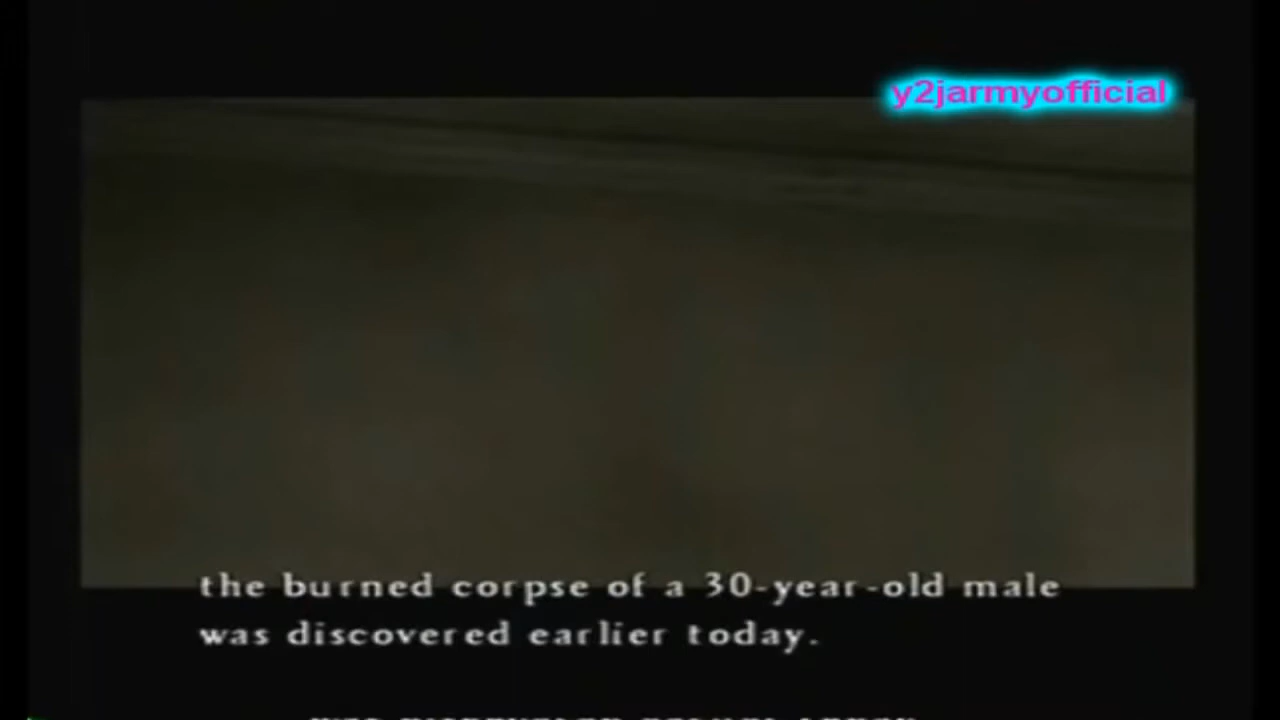 y2jarmyofficial
the burned corpse of a 30-year-old male
was discovered earlier today.